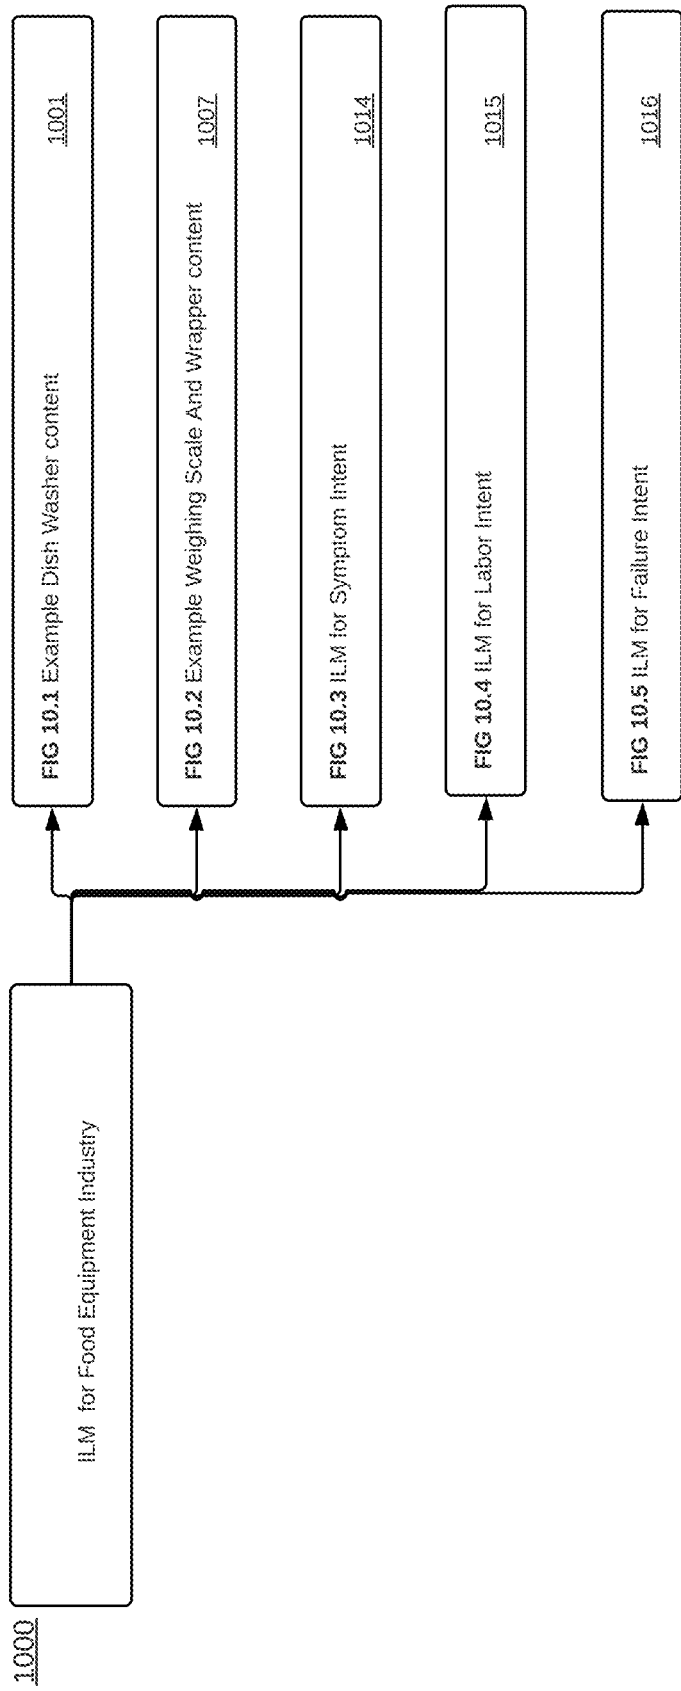 1000
ILM for Food Equipment Industry
FIG 10.1 Example Dish Washer content
1001
FIG 10.2 Example Weighing Scale And Wrapper content
1007
FIG 10.3 ILM for Symptom Intent
1014
FIG 10.4 ILM for Labor Intent
1015
FIG 10.5 ILM for Failure Intent
1016